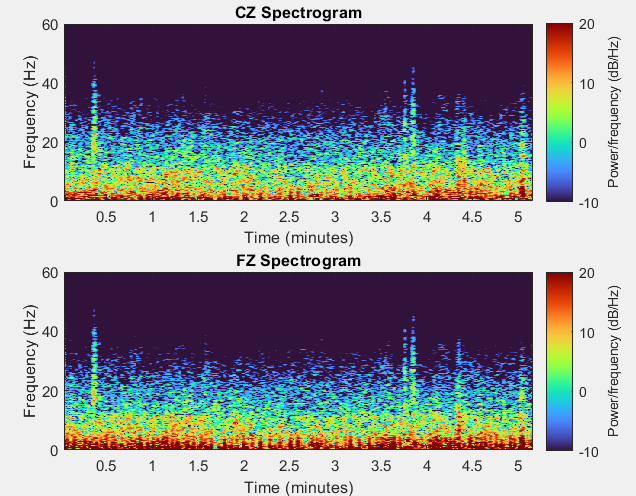 CZ Spectrogram
60
40
20
0
Frequency (Hz)
0.5 1 1.5 2 2.5 3 3.5 4 4.5 5
Time (minutes)
20
10
0
-10
Power/frequency (dB/Hz)
FZ Spectrogram
60
40
20
0
Frequency (Hz)
0.5 1 1.5 2 2.5 3 3.5 4 4.5 5
Time (minutes)
20
10
0
-10
Power/frequency (dB/Hz)